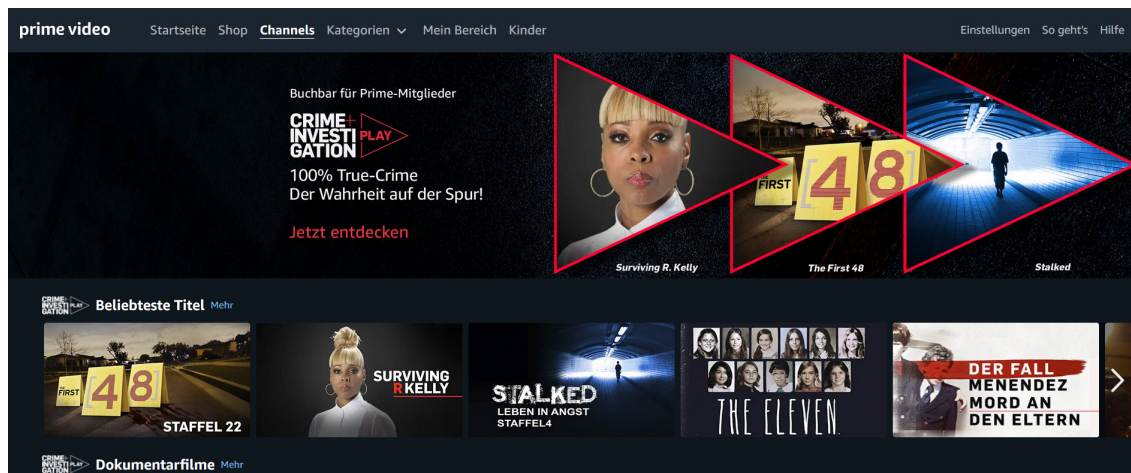 prime video Startseite Shop Channels Kategorien Mein Bereich Kinder Einstellungen So geht's Hilfe
Buchbar für Prime-Mitglieder
CRIME+
INVESTI PLAY
GATION
100% True-Crime
Der Wahrheit auf der Spur!
Jetzt entdecken
THE
FIRST [48]
Surviving R. Kelly
The First 48
Stalked
CRIME+
INVESTI PLAY
GATION
Beliebteste Titel Mehr
THE
FIRST [48]
STAFFEL 22
SURVIVING
RKELLY
STALKED
LEBEN IN ANGST
STAFFEL4
THE ELEVEN
DER FALL
MENENDEZ
MORD AN
DEN ELTERN
CRIME+
INVESTI PLAY
GATION
Dokumentarfilme Mehr